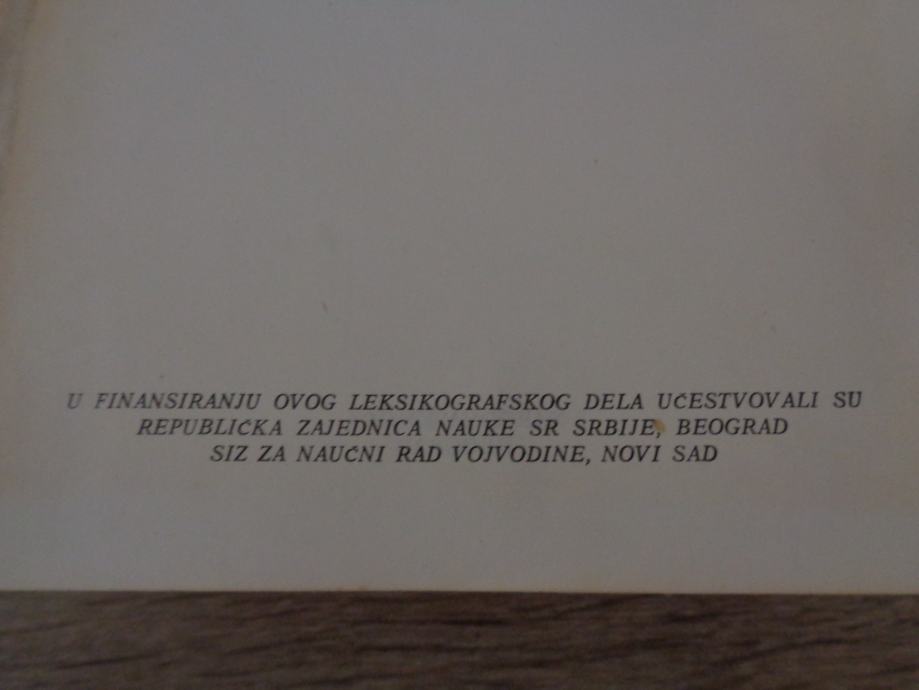 U FINANSIRANJU OVOG LEKSIKOGRAFSKOG DELA UČESTVOVALI SU
REPUBLIČKA ZAJEDNICA NAUKE SR SRBIJE, BEOGRAD
SIZ ZA NAUČNI RAD VOJVODINE, NOVI SAD